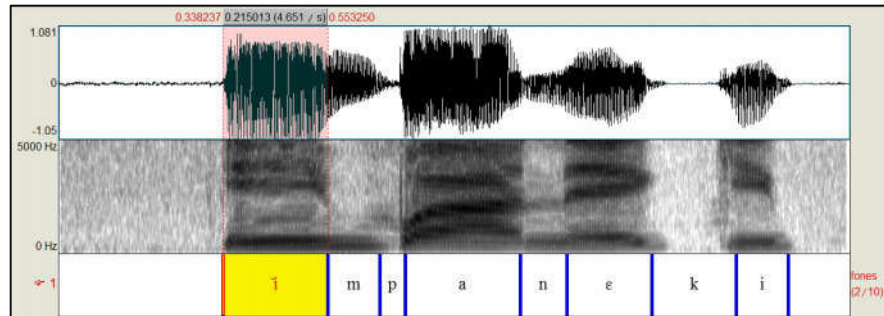 0.338237 0.215013 (4.651 / s) 0.553250
1.081
0
-1.05
5000 Hz
0 Hz
1 ĩ m p a n ɛ k i fones
(2/10)